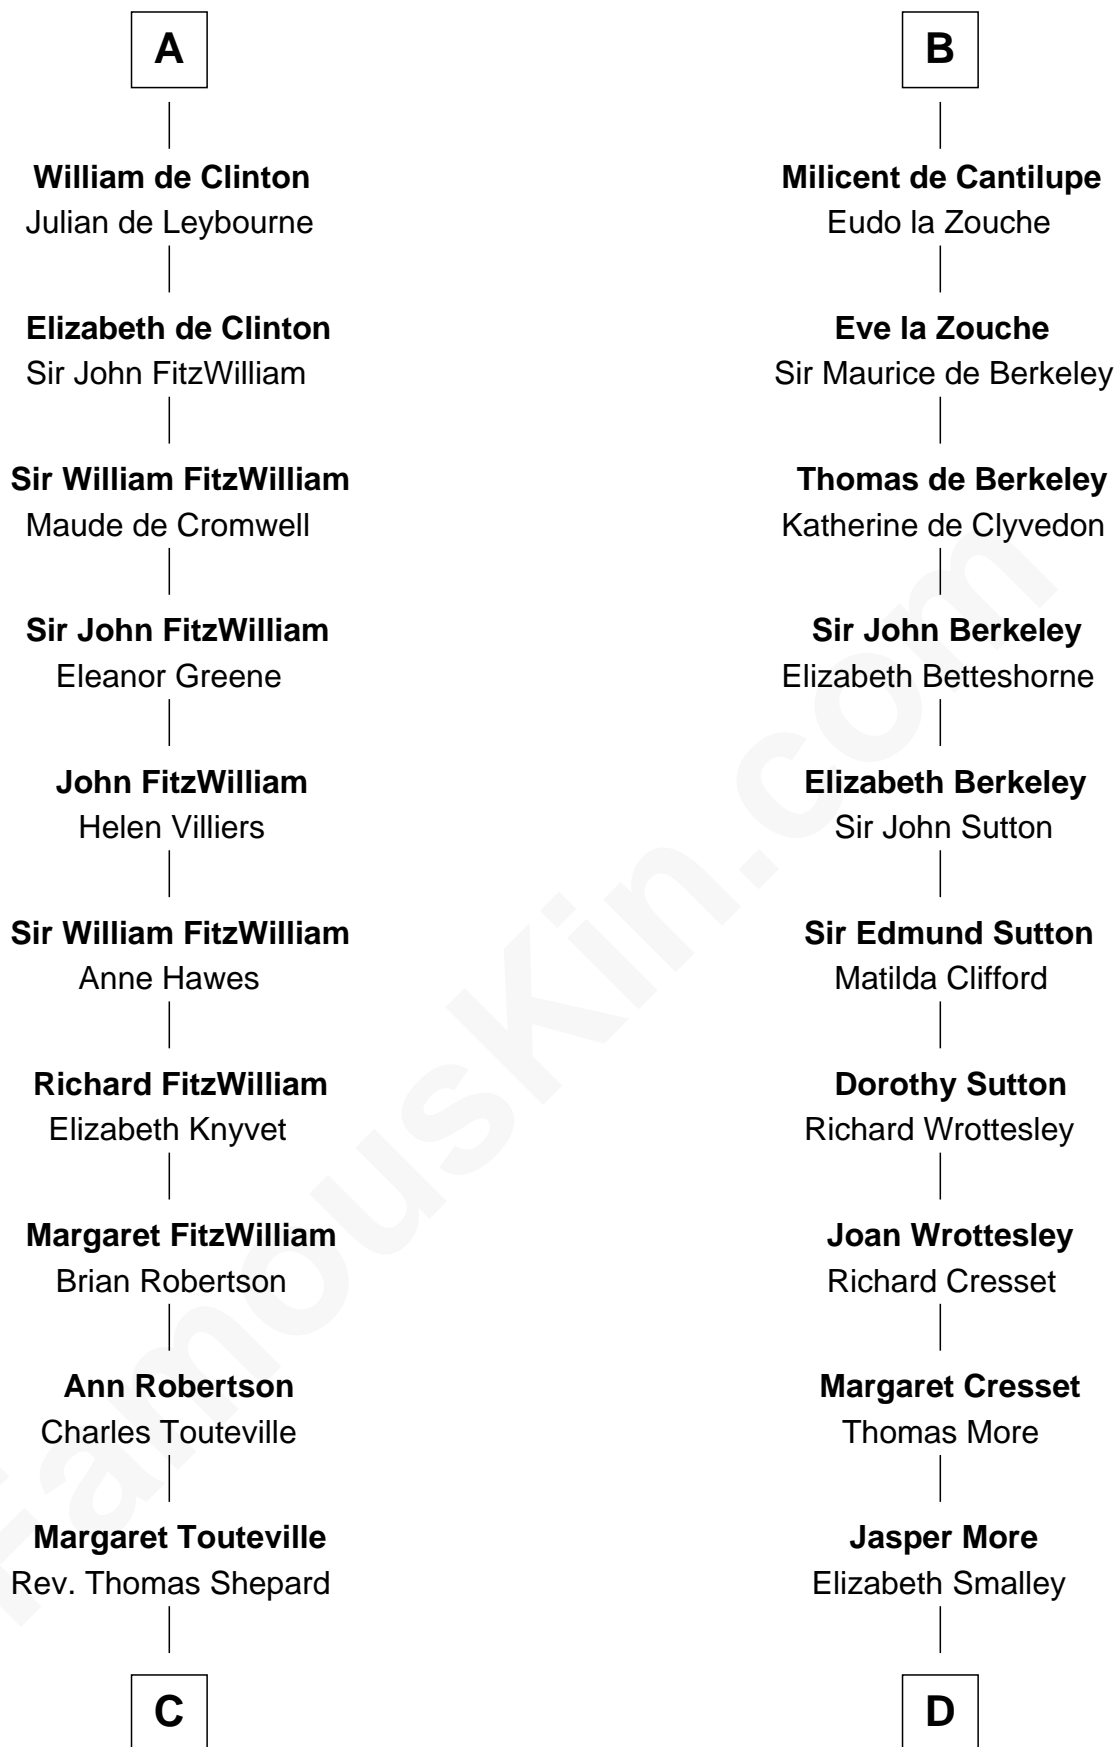 A
William de Clinton
Julian de Leybourne
Elizabeth de Clinton
Sir John FitzWilliam
Sir William FitzWilliam
Maude de Cromwell
Sir John FitzWilliam
Eleanor Greene
John FitzWilliam
Helen Villiers
Sir William FitzWilliam
Anne Hawes
Richard FitzWilliam
Elizabeth Knyvet
Margaret FitzWilliam
Brian Robertson
Ann Robertson
Charles Touteville
Margaret Touteville
Rev. Thomas Shepard
C
B
Milicent de Cantilupe
Eudo la Zouche
Eve la Zouche
Sir Maurice de Berkeley
Thomas de Berkeley
Katherine de Clyvedon
Sir John Berkeley
Elizabeth Betteshorne
Elizabeth Berkeley
Sir John Sutton
Sir Edmund Sutton
Matilda Clifford
Dorothy Sutton
Richard Wrottesley
Joan Wrottesley
Richard Cresset
Margaret Cresset
Thomas More
Jasper More
Elizabeth Smalley
D
FamousKin.com